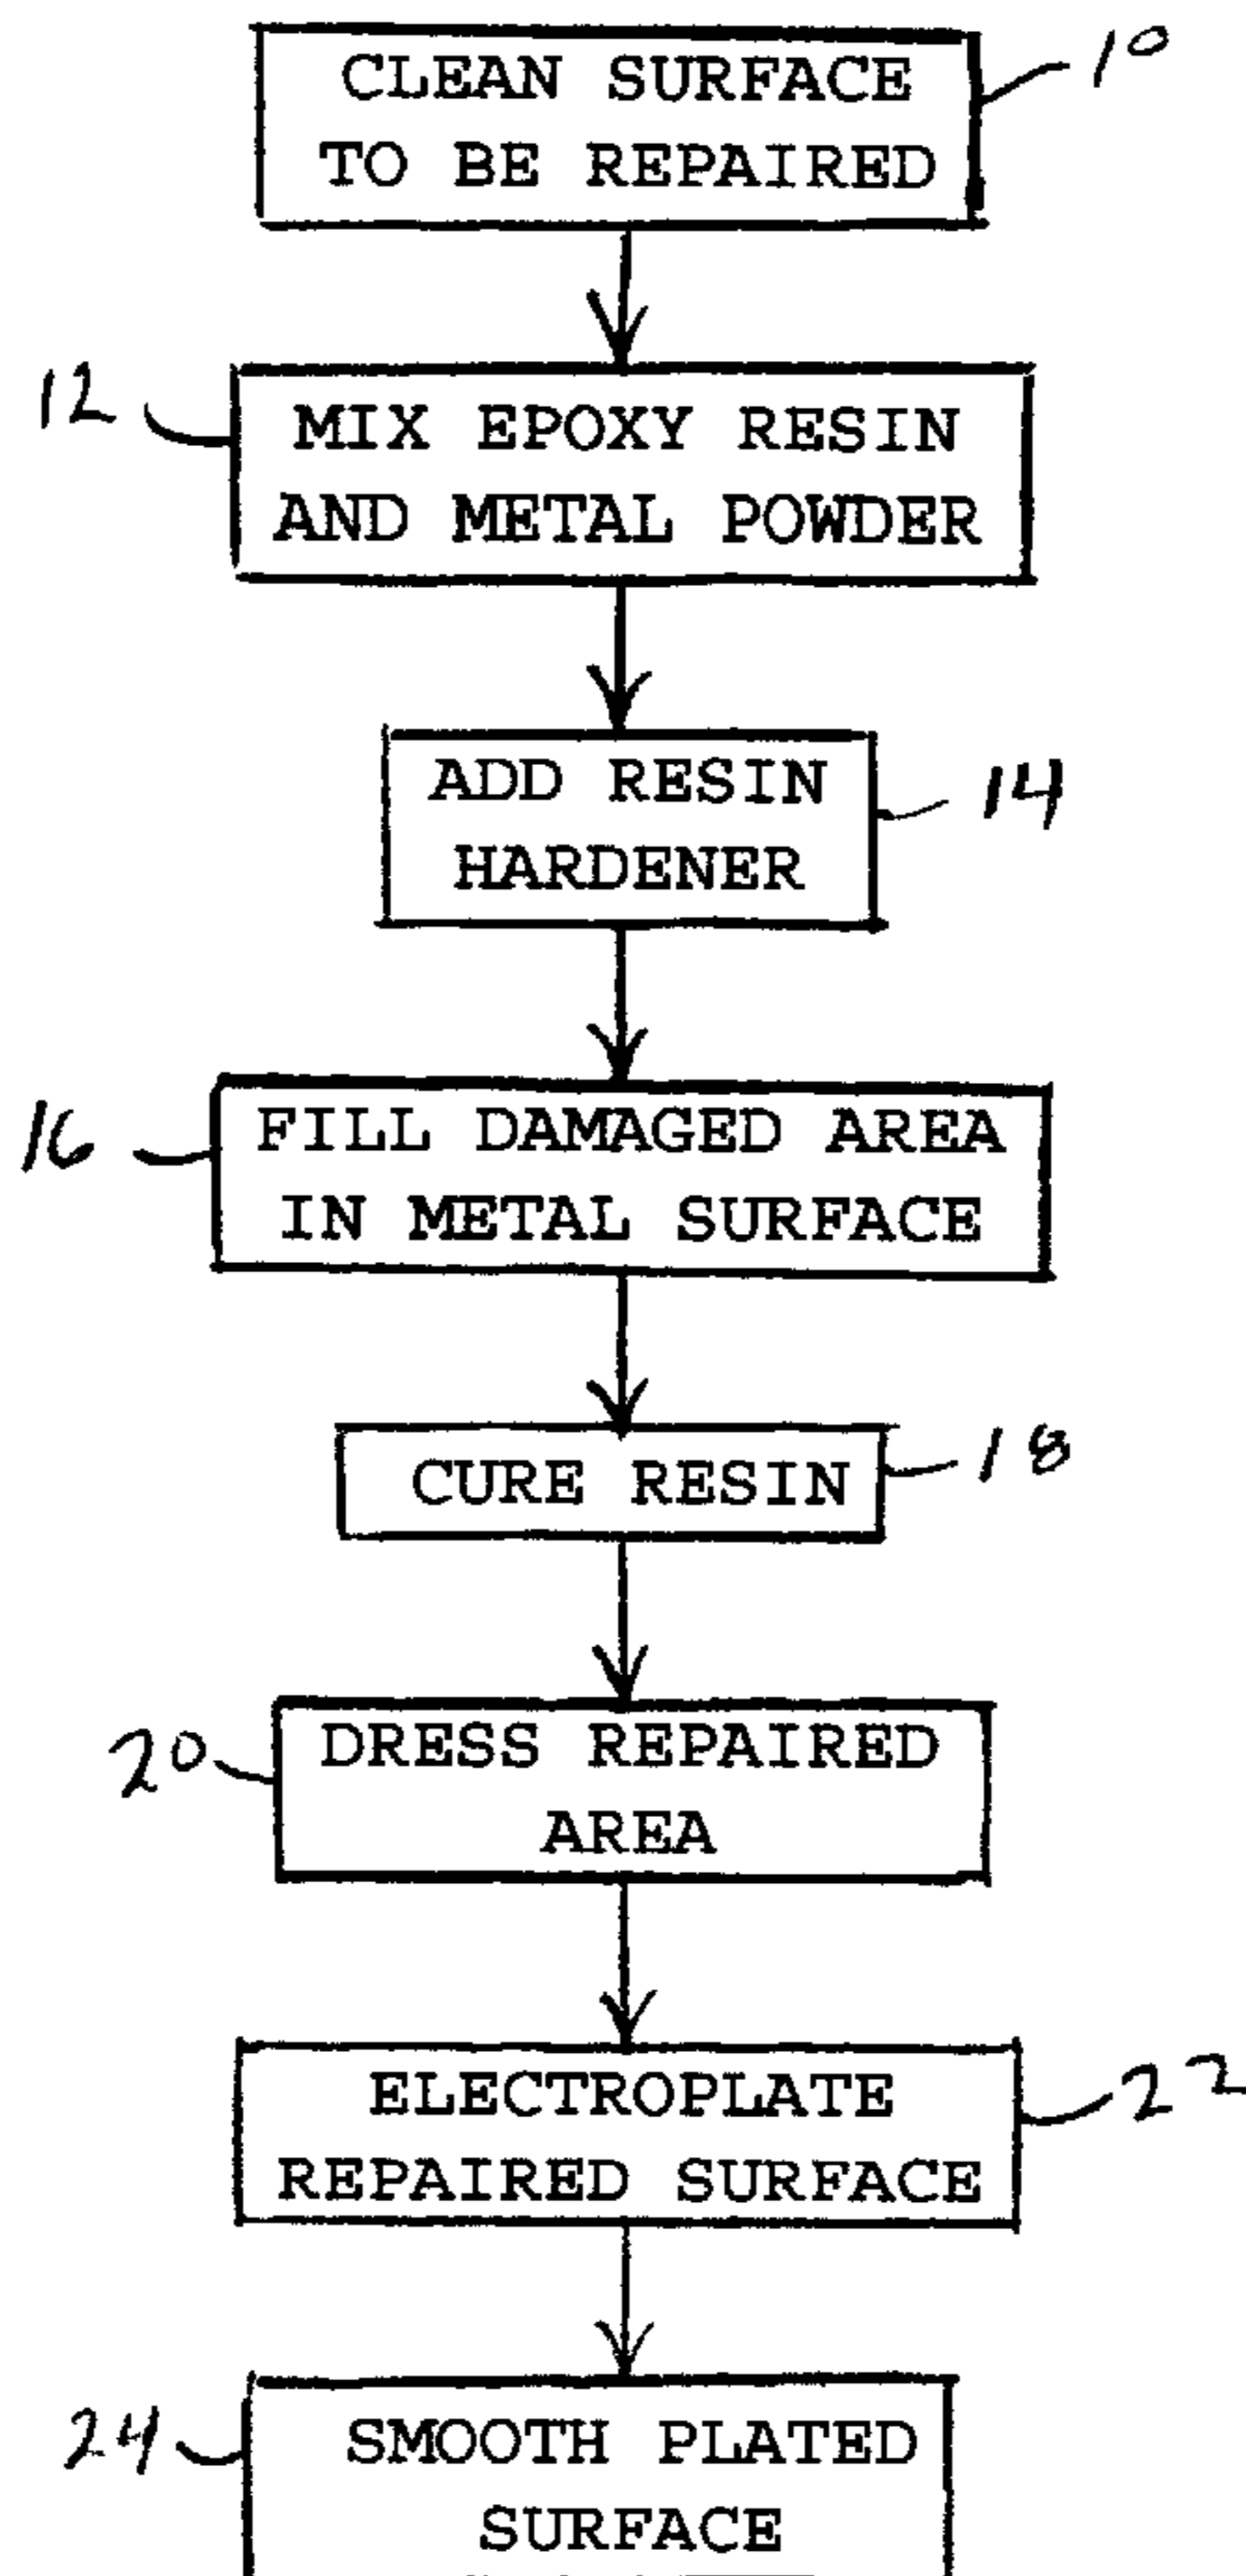 CLEAN SURFACE
TO BE REPAIRED
10
12
MIX EPOXY RESIN
AND METAL POWDER
ADD RESIN
HARDENER
14
16
FILL DAMAGED AREA
IN METAL SURFACE
CURE RESIN
18
20
DRESS REPAIRED
AREA
ELECTROPLATE
REPAIRED SURFACE
22
24
SMOOTH PLATED
SURFACE